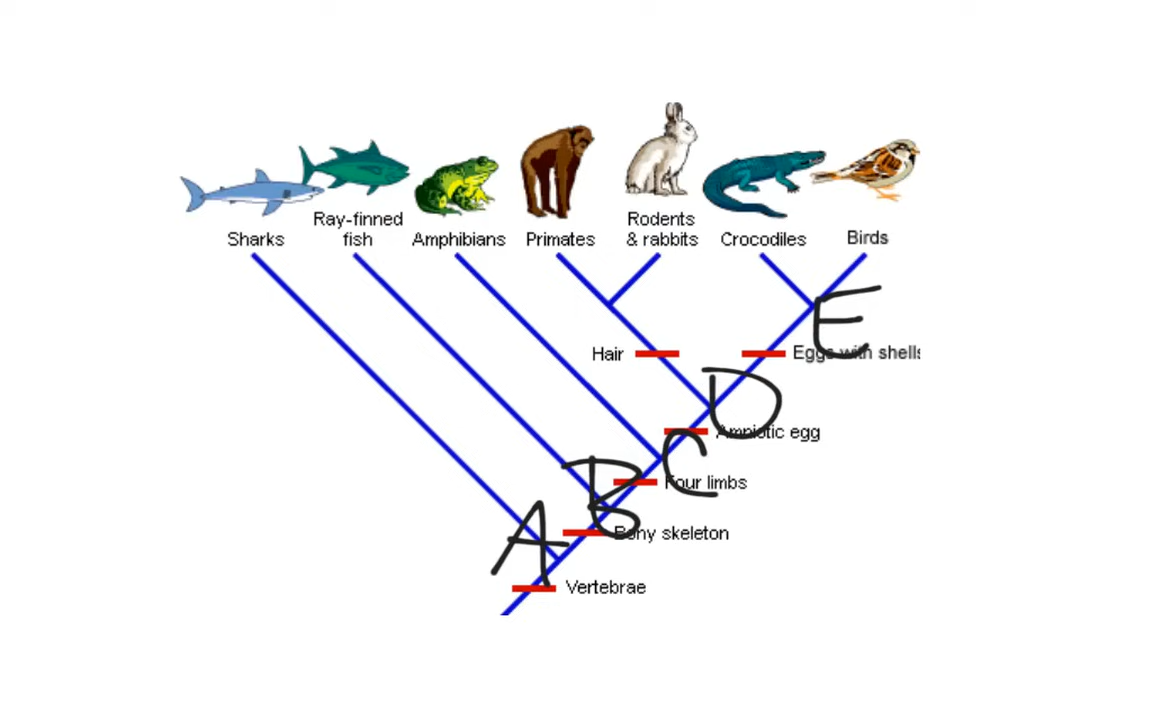 Ray-finned
fish
Sharks
Amphibians
Primates
Rodents
& rabbits
Crocodiles
Birds
E
Hair
Eggs with shells
D
Amniotic egg
C
Four limbs
B
Bony skeleton
A
Vertebrae